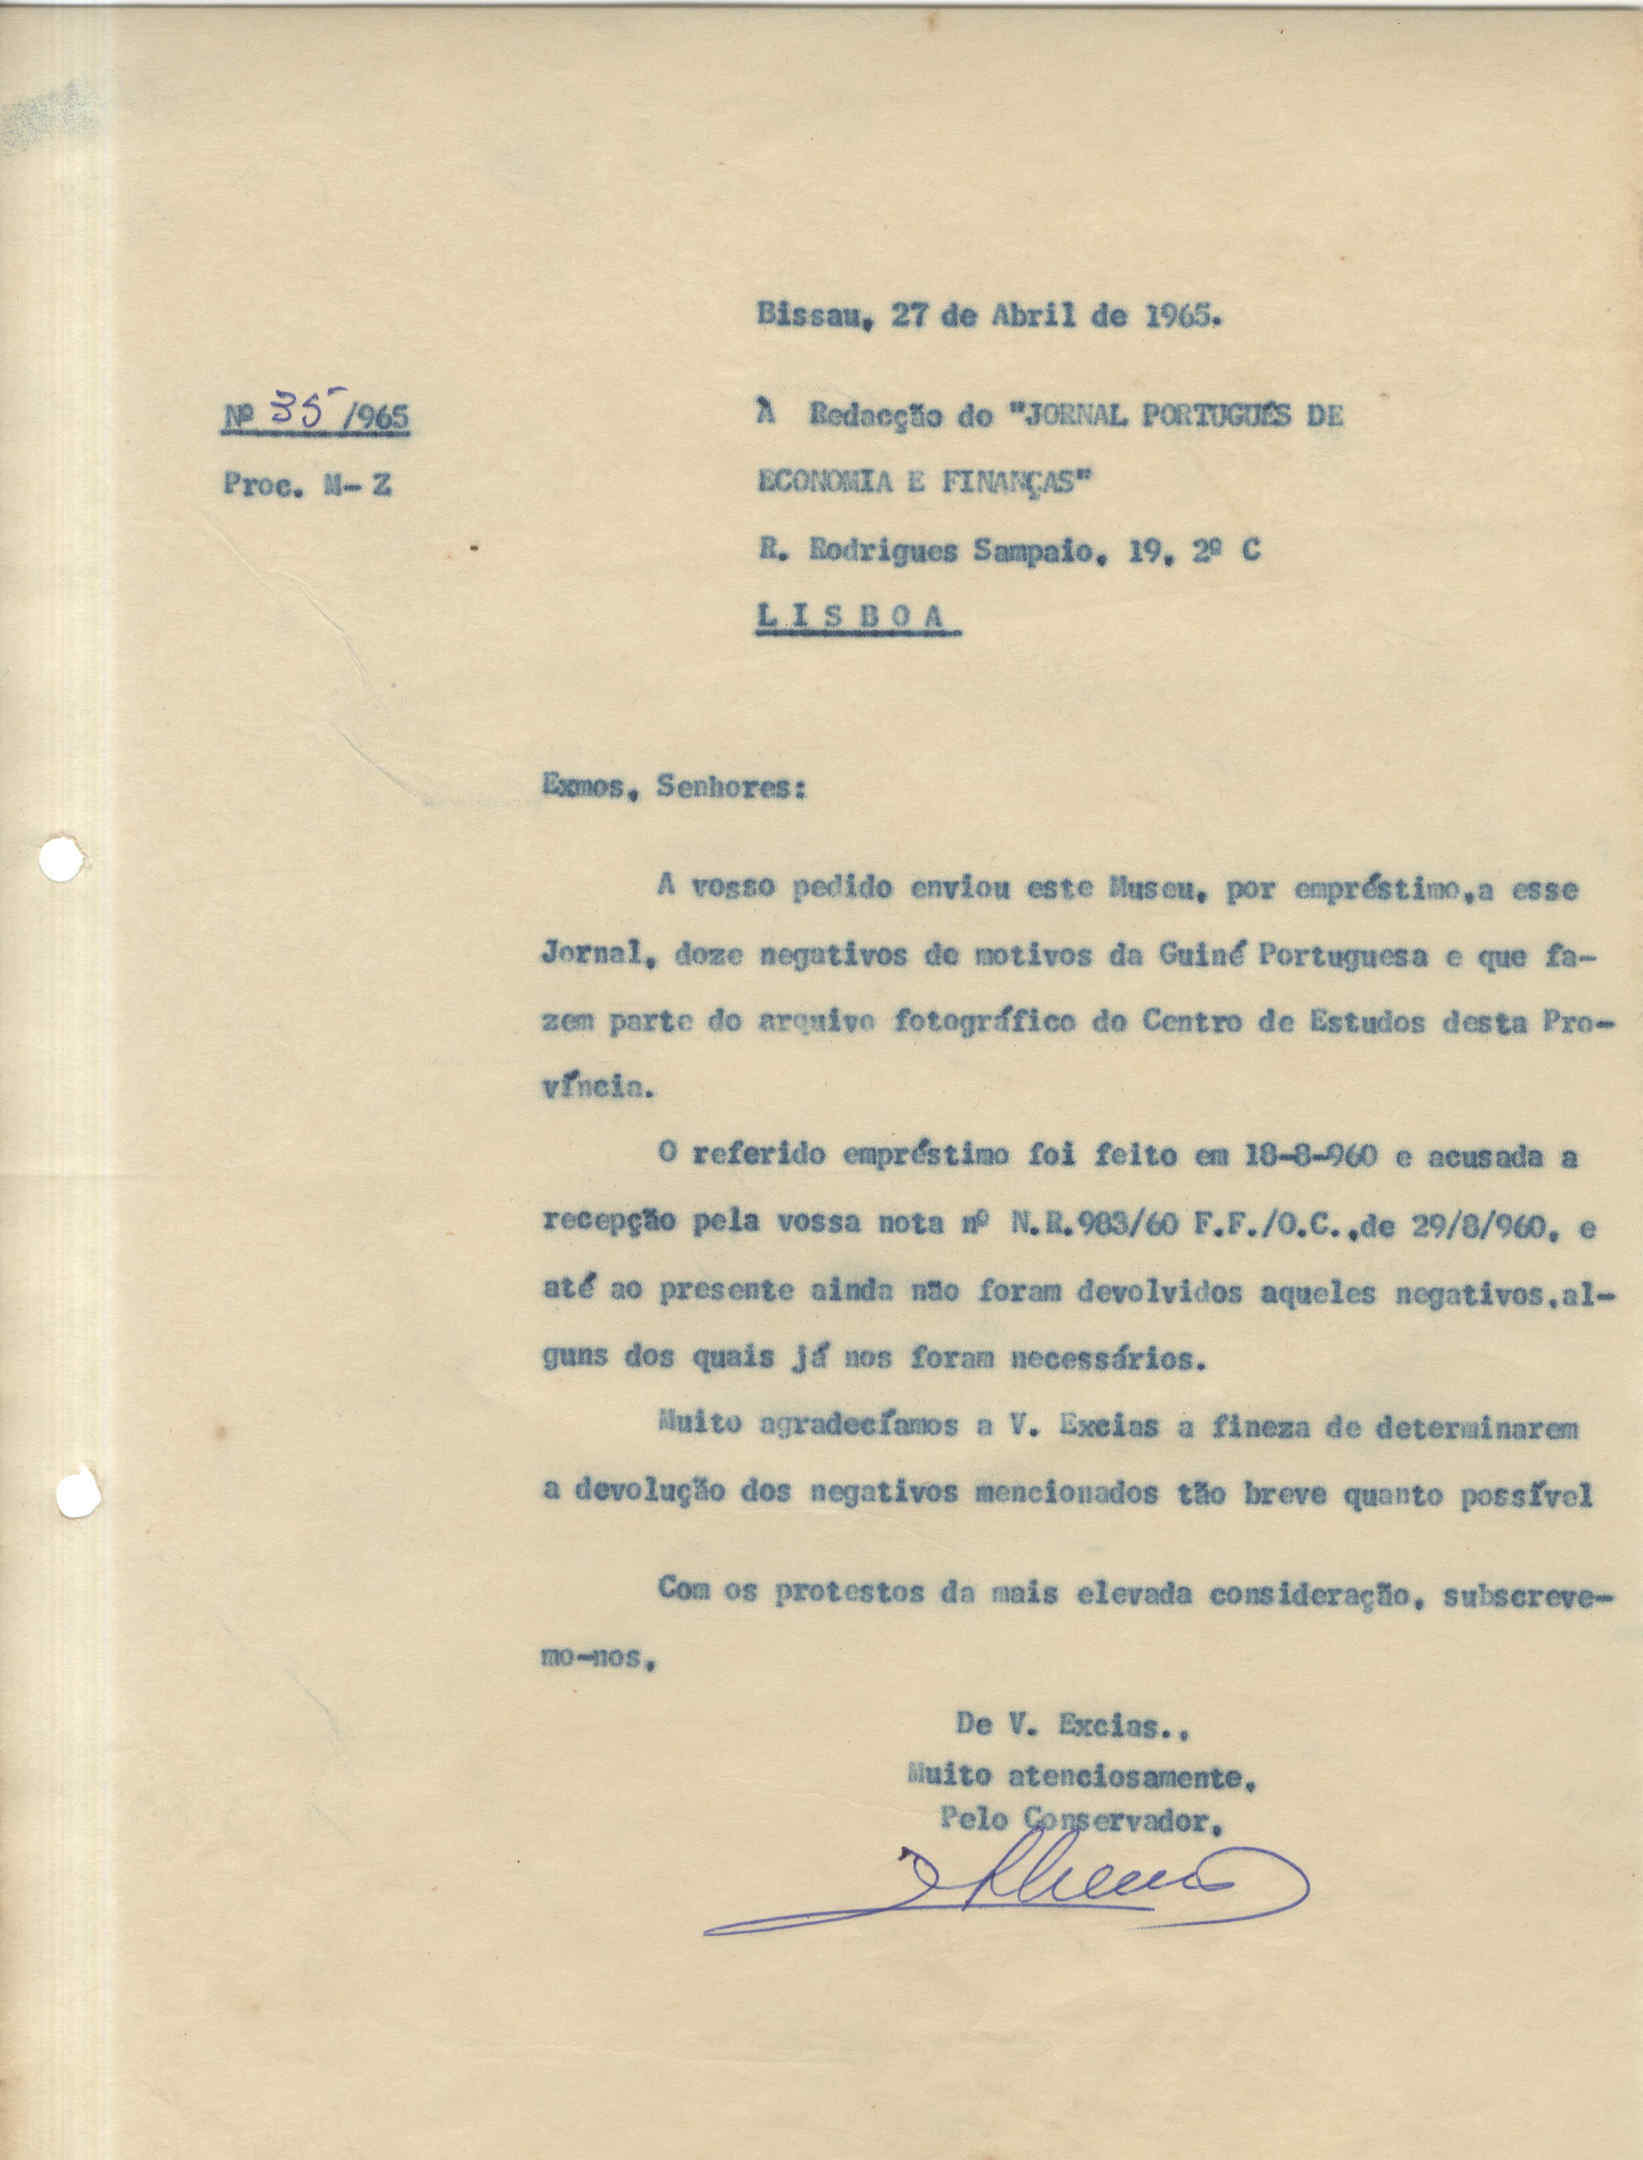 Bissau, 27 de Abril de 1965.
Nº 35/965
À Redacção do "JORNAL PORTUGUÊS DE
ECONOMIA E FINANÇAS"
Proc. M- Z
R. Rodrigues Sampaio, 19, 2º C
LISBOA
Exmos, Senhores:
A vosso pedido enviou este Museu, por empréstimo,a esse
Jornal, doze negativos de motivos da Guiné Portuguesa e que fa-
zem parte do arquivo fotográfico do Centro de Estudos desta Pro-
víncia.
O referido empréstimo foi feito em 18-8-960 e acusada a
recepção pela vossa nota nº N.R.983/60 F.F./O.C.,de 29/8/960, e
até ao presente ainda não foram devolvidos aqueles negativos,al-
guns dos quais já nos foram necessários.
Muito agradecíamos a V. Excias a fineza de determinarem
a devolução dos negativos mencionados tão breve quanto possível
Com os protestos da mais elevada consideração, subscreve-
mo-nos,
De V. Excias.,
Muito atenciosamente,
Pelo Conservador,